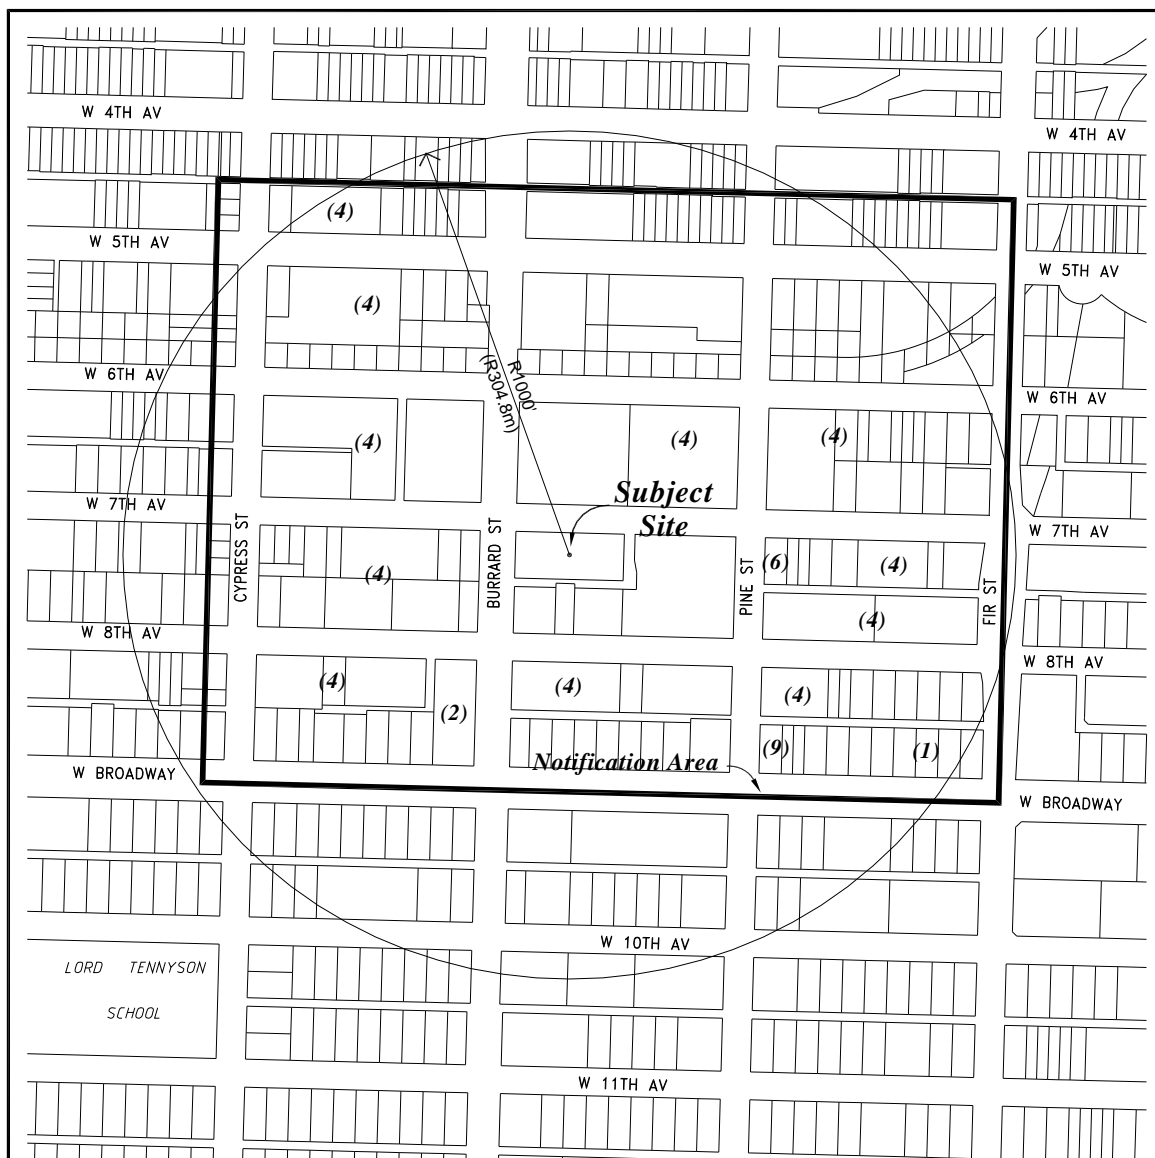 W 4TH AV
W 4TH AV
(4)
W 5TH AV
W 5TH AV
(4)
W 6TH AV
R1000'
(R304.8m)
W 6TH AV
(4)
(4)
(4)
Subject
Site
W 7TH AV
W 7TH AV
CYPRESS ST
BURRARD ST
PINE ST
FIR ST
(4)
(6)
(4)
(4)
W 8TH AV
W 8TH AV
(4)
(4)
(4)
(2)
(9)
(1)
Notification Area
W BROADWAY
W BROADWAY
W 10TH AV
LORD TENNYSON
SCHOOL
W 11TH AV